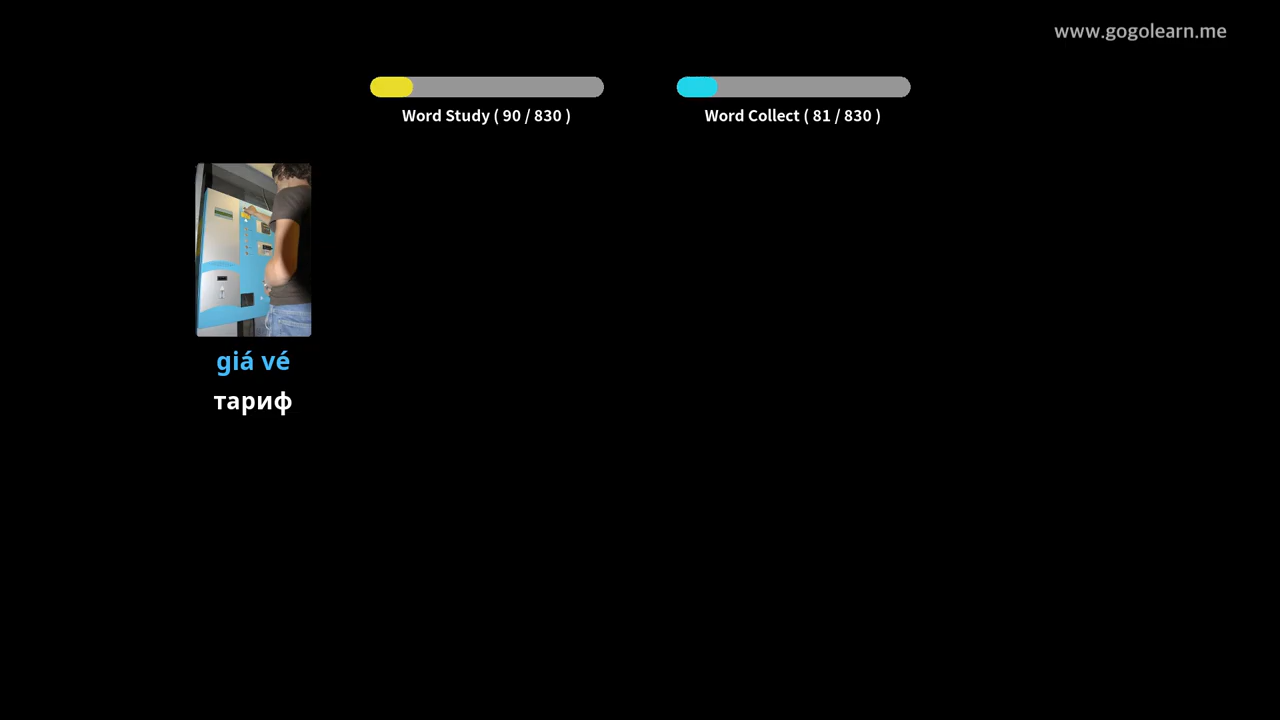 www.gogolearn.me
Word Study ( 90 / 830 )
Word Collect ( 81 / 830 )
giá vé
тариф